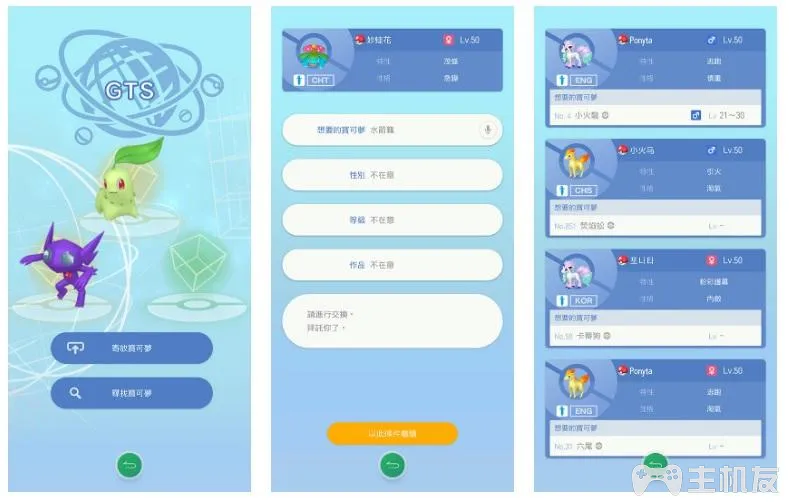 GTS
寄放寶可夢
尋找寶可夢
妙蛙花 Lv.50
特性 茂盛
CHT 性格 急躁
想要的寶可夢 水箭龜
性別 不在意
等級 不在意
作品 不在意
請進行交換。
拜託你了。
以此條件繼續
Ponyta Lv.50
特性 逃跑
ENG 性格 慎重
想要的寶可夢
No. 4 小火龍 Lv. 21～30
小火马 Lv.50
特性 引火
CHS 性格 淘氣
想要的寶可夢
No.851 焚焰蚣 Lv. –
포니타 Lv.50
特性 粉彩護幕
KOR 性格 內斂
想要的寶可夢
No.58 卡蒂狗 Lv. –
Ponyta Lv.50
特性 逃跑
ENG 性格 淘氣
想要的寶可夢
No.37 六尾 Lv. –
主机友